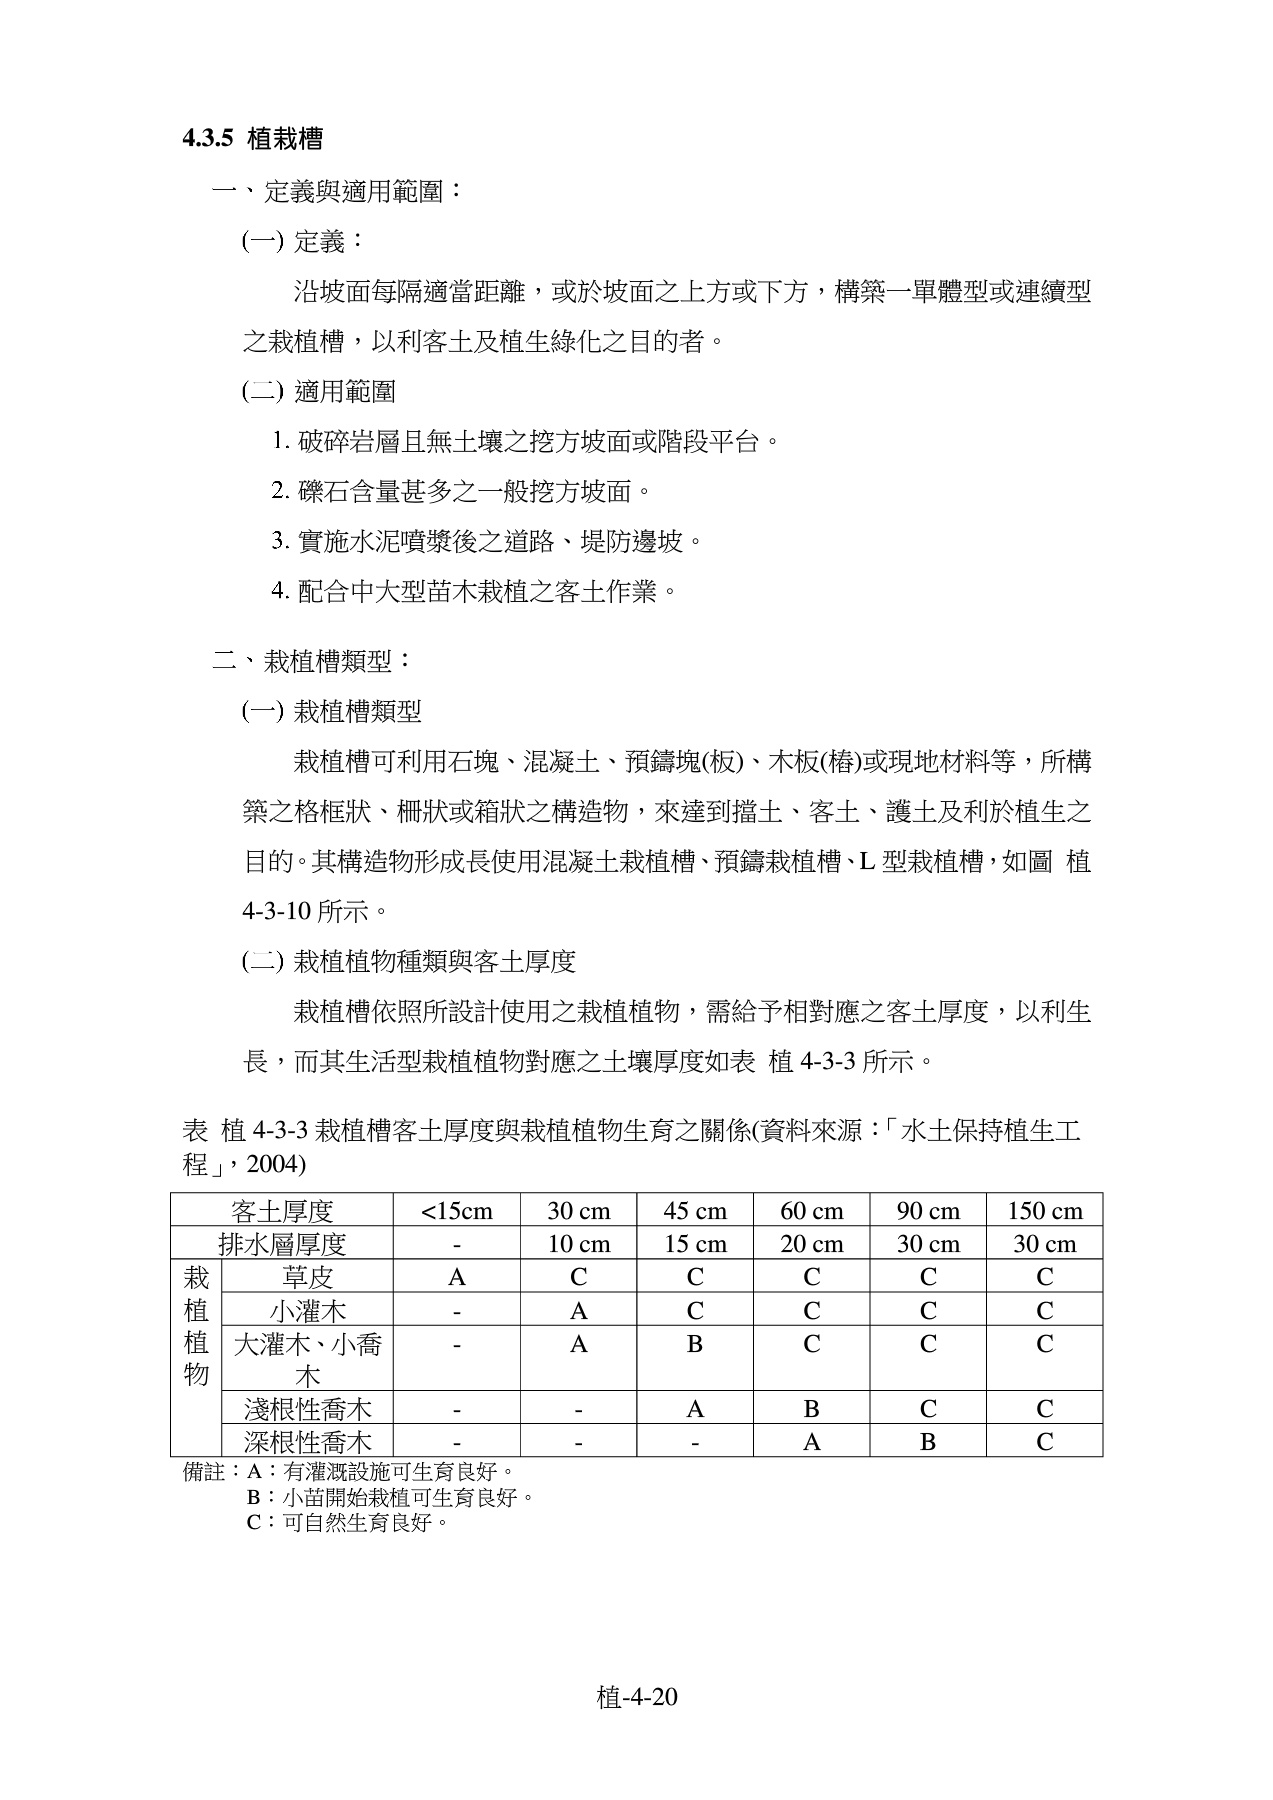 4.3.5 植栽槽
一、定義與適用範圍：
(一) 定義：
沿坡面每隔適當距離，或於坡面之上方或下方，構築一單體型或連續型
之栽植槽，以利客土及植生綠化之目的者。
(二) 適用範圍
1. 破碎岩層且無土壤之挖方坡面或階段平台。
2. 礫石含量甚多之一般挖方坡面。
3. 實施水泥噴漿後之道路、堤防邊坡。
4. 配合中大型苗木栽植之客土作業。
二、栽植槽類型：
(一) 栽植槽類型
栽植槽可利用石塊、混凝土、預鑄塊(板)、木板(樁)或現地材料等，所構
築之格框狀、柵狀或箱狀之構造物，來達到擋土、客土、護土及利於植生之
目的。其構造物形成長使用混凝土栽植槽、預鑄栽植槽、L 型栽植槽，如圖 植
4-3-10 所示。
(二) 栽植植物種類與客土厚度
栽植槽依照所設計使用之栽植植物，需給予相對應之客土厚度，以利生
長，而其生活型栽植植物對應之土壤厚度如表 植 4-3-3 所示。
表 植 4-3-3 栽植槽客土厚度與栽植植物生育之關係(資料來源：「水土保持植生工
程」，2004)
客土厚度 <15cm 30 cm 45 cm 60 cm 90 cm 150 cm
排水層厚度 - 10 cm 15 cm 20 cm 30 cm 30 cm
栽植植物 草皮 A C C C C C
小灌木 - A C C C C
大灌木、小喬 - A B C C C
木
淺根性喬木 - - A B C C
深根性喬木 - - - A B C
備註：A：有灌溉設施可生育良好。
B：小苗開始栽植可生育良好。
C：可自然生育良好。
植-4-20